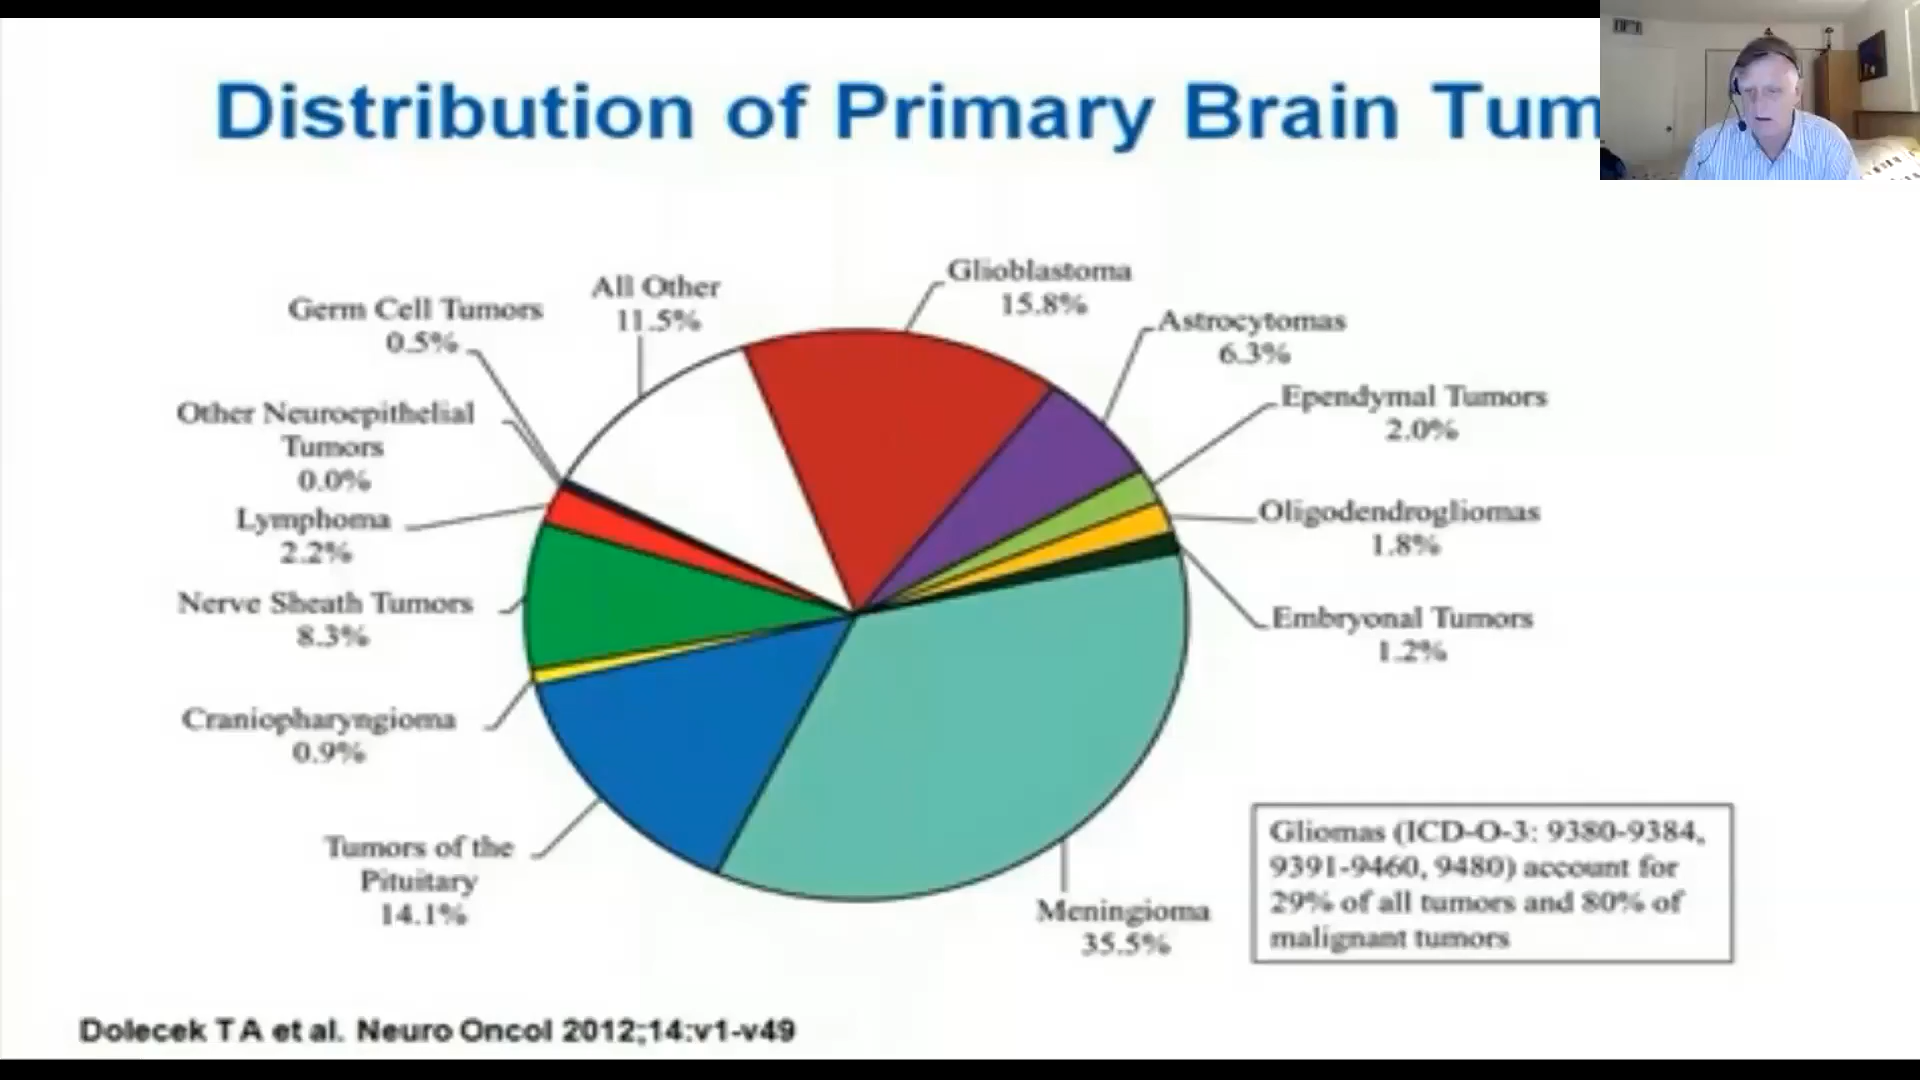 Distribution of Primary Brain Tum
Glioblastoma
15.8%
Astrocytomas
6.3%
Ependymal Tumors
2.0%
Oligodendrogliomas
1.8%
Embryonal Tumors
1.2%
Meningioma
35.5%
Tumors of the
Pituitary
14.1%
Craniopharyngioma
0.9%
Nerve Sheath Tumors
8.3%
Lymphoma
2.2%
Other Neuroepithelial
Tumors
0.0%
Germ Cell Tumors
0.5%
All Other
11.5%
Gliomas (ICD-O-3: 9380-9384,
9391-9460, 9480) account for
29% of all tumors and 80% of
malignant tumors
Dolecek T A et al. Neuro Oncol 2012;14:v1-v49